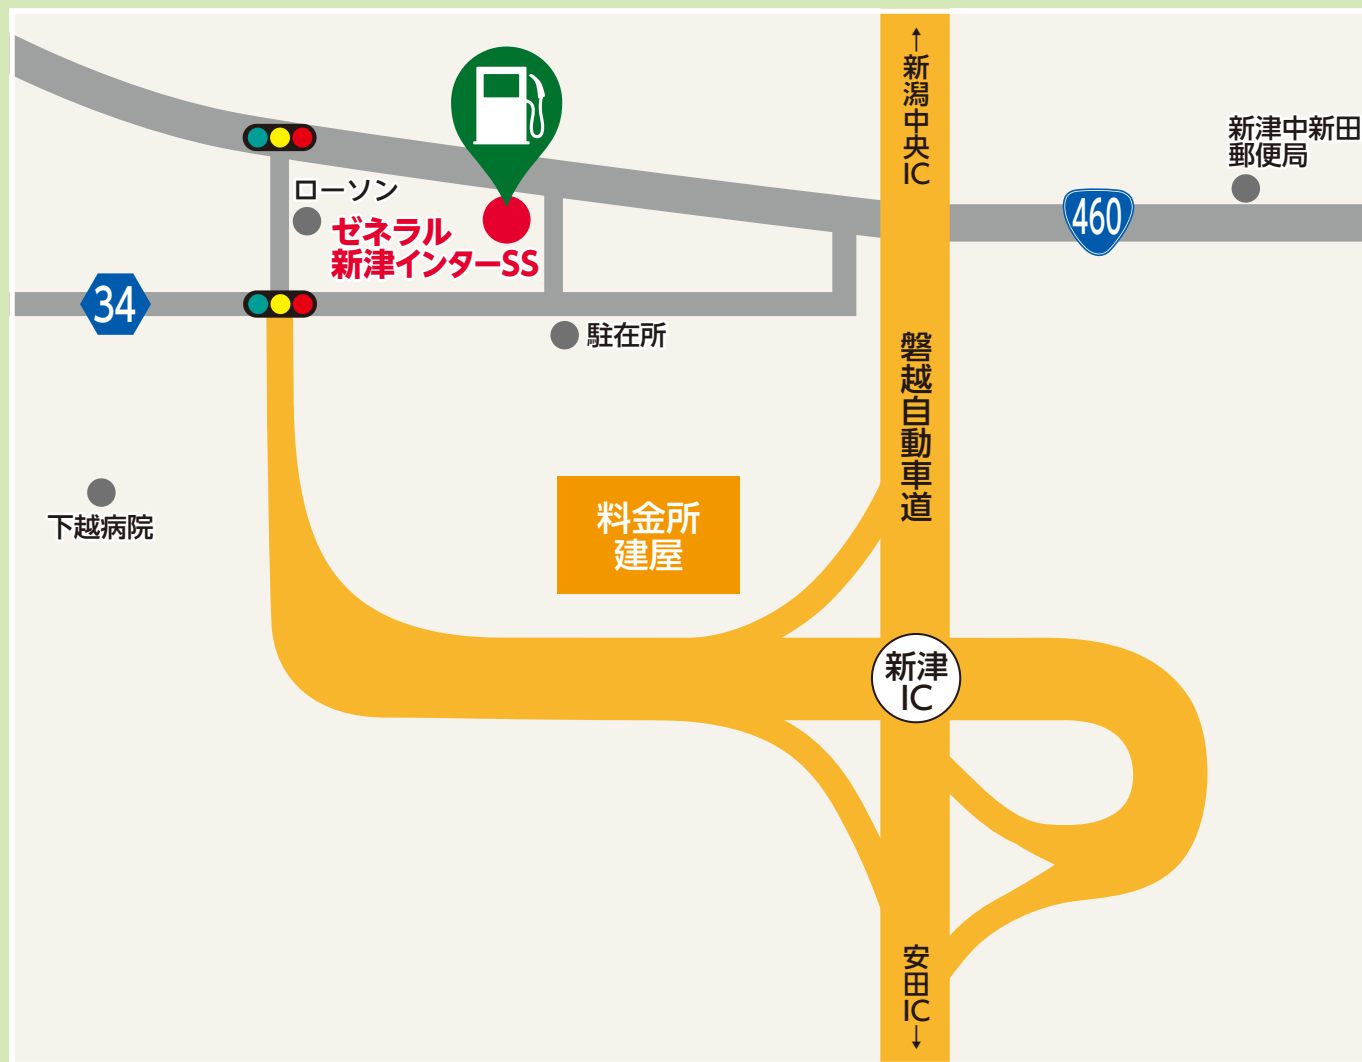 ↑新潟中央IC
新津中新田
郵便局
460
ローソン
ゼネラル
新津インターSS
34
駐在所
磐越自動車道
料金所
建屋
下越病院
新津
IC
安田IC↓